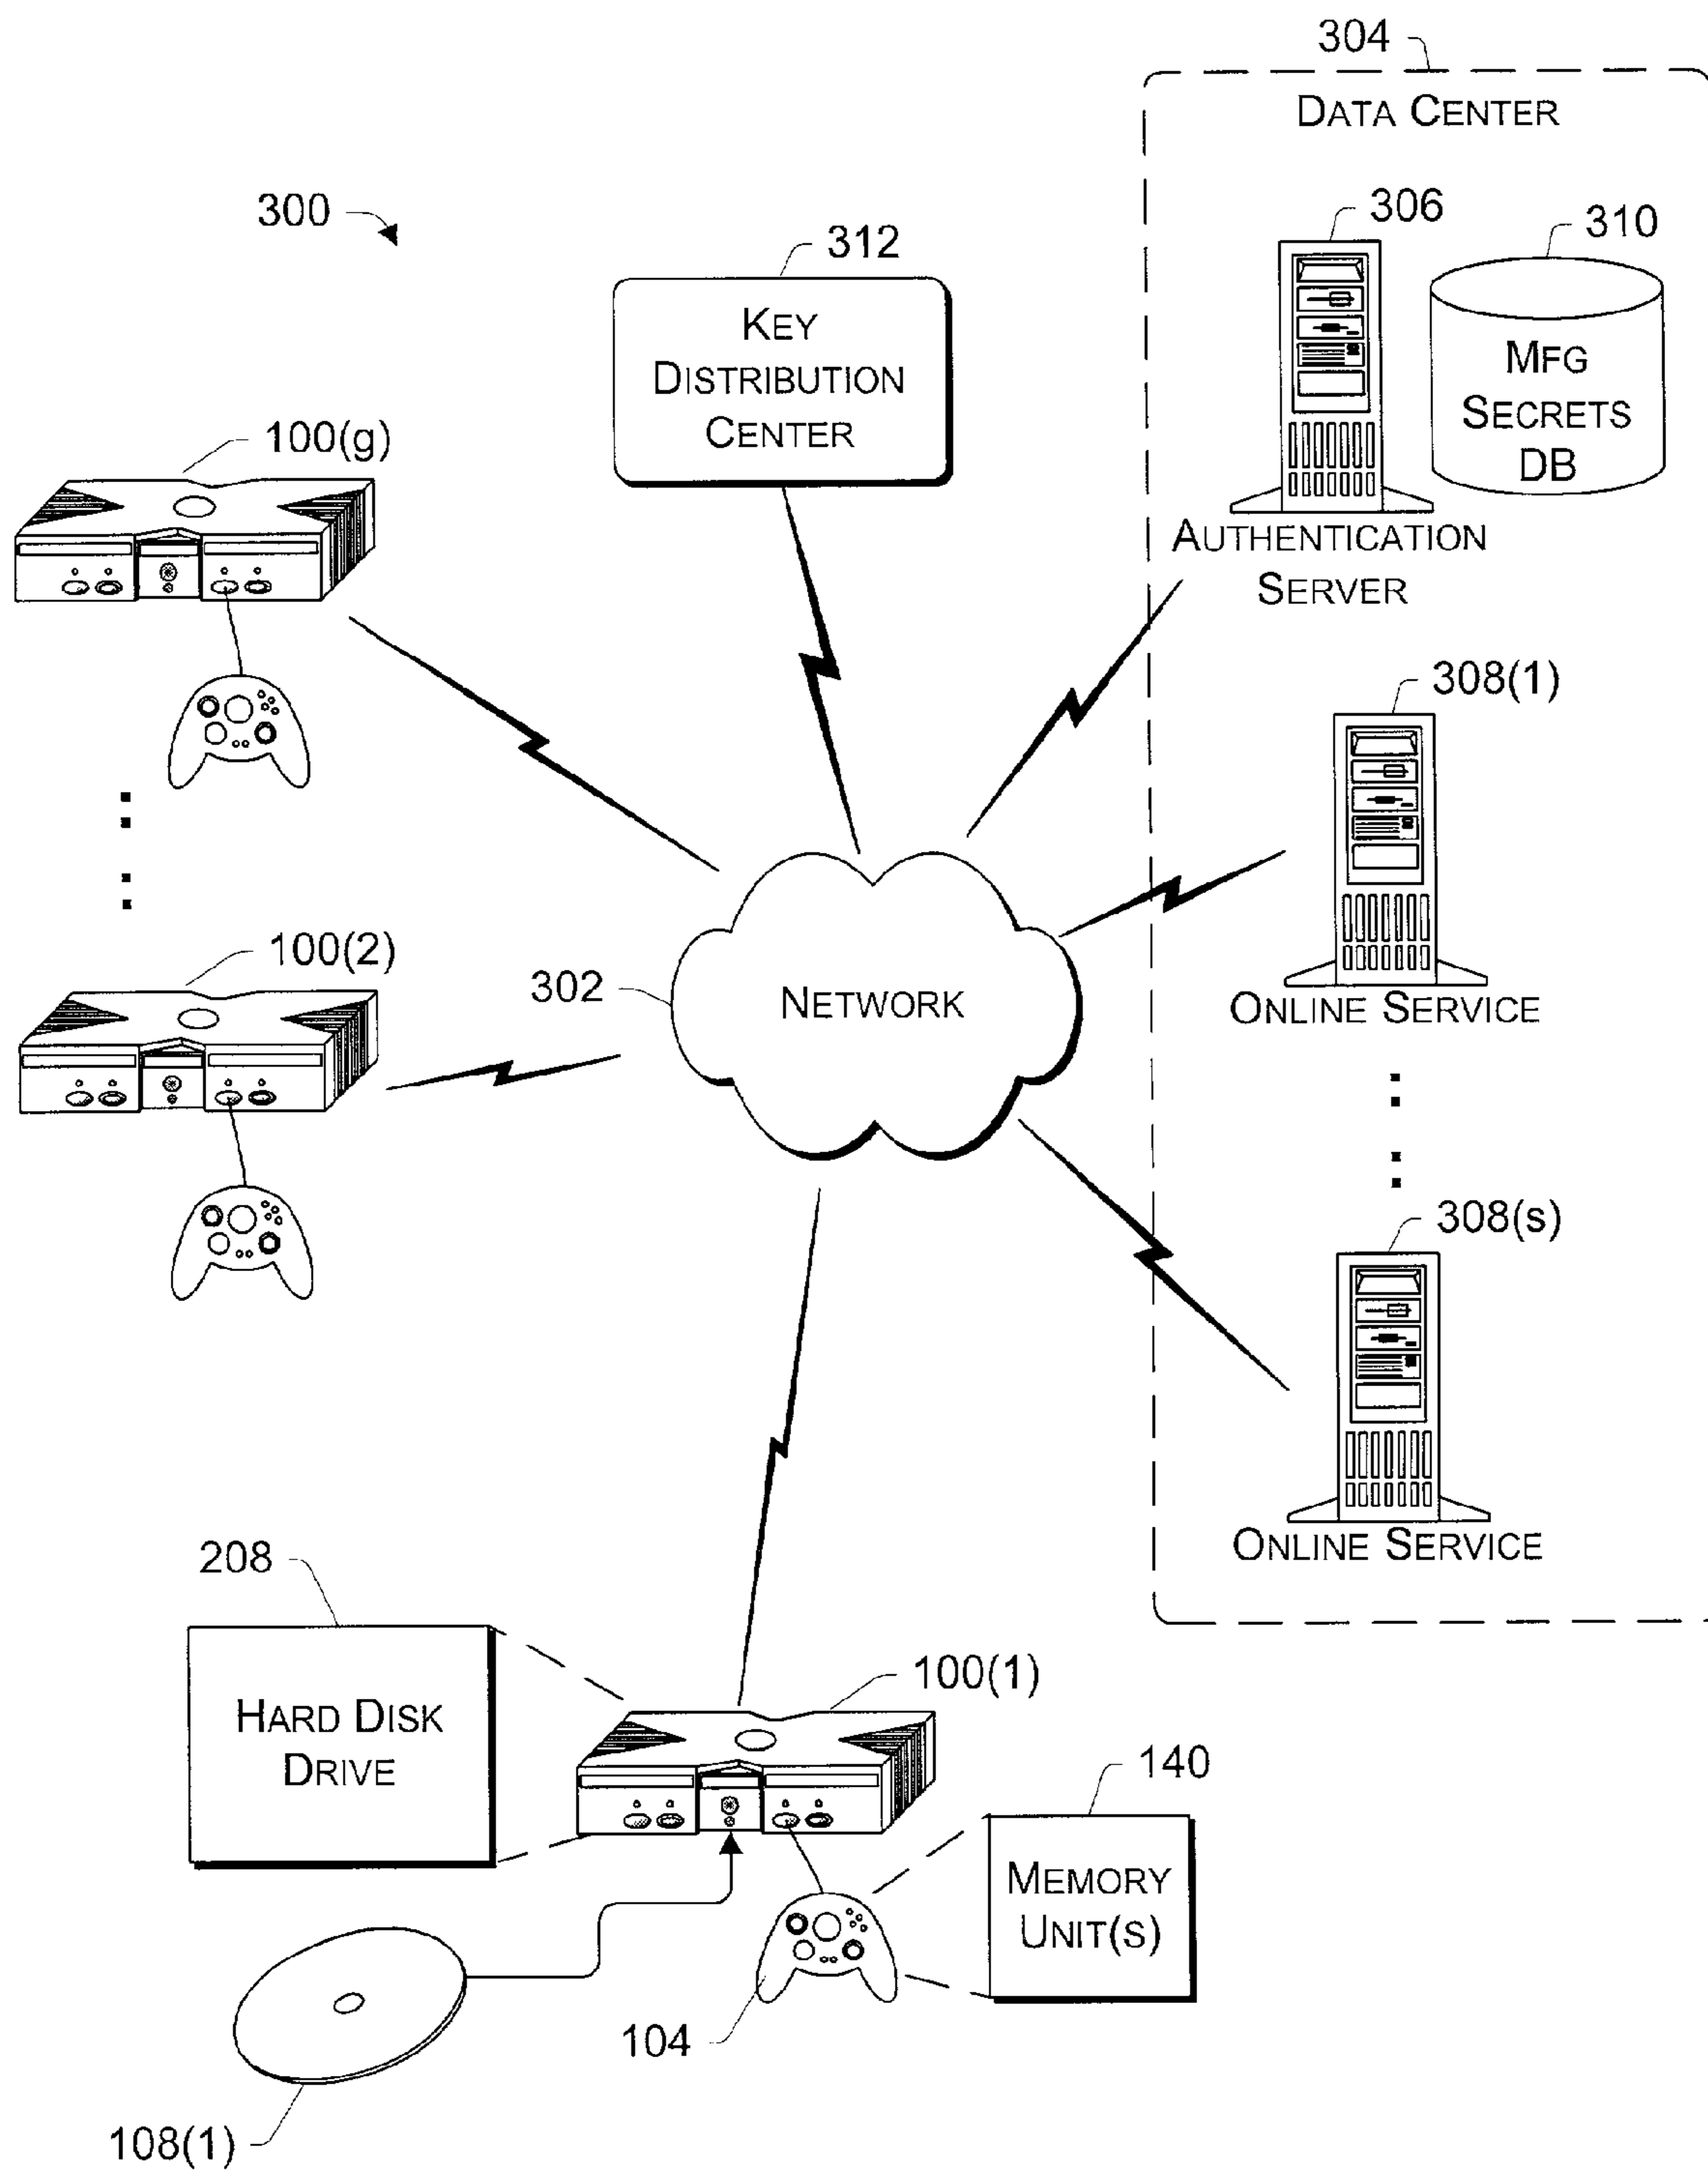 304
DATA CENTER
300
312
306
310
KEY
DISTRIBUTION
CENTER
MFG
SECRETS
DB
AUTHENTICATION
SERVER
100(g)
308(1)
ONLINE SERVICE
100(2)
302
NETWORK
308(s)
ONLINE SERVICE
208
HARD DISK
DRIVE
100(1)
140
MEMORY
UNIT(S)
104
108(1)